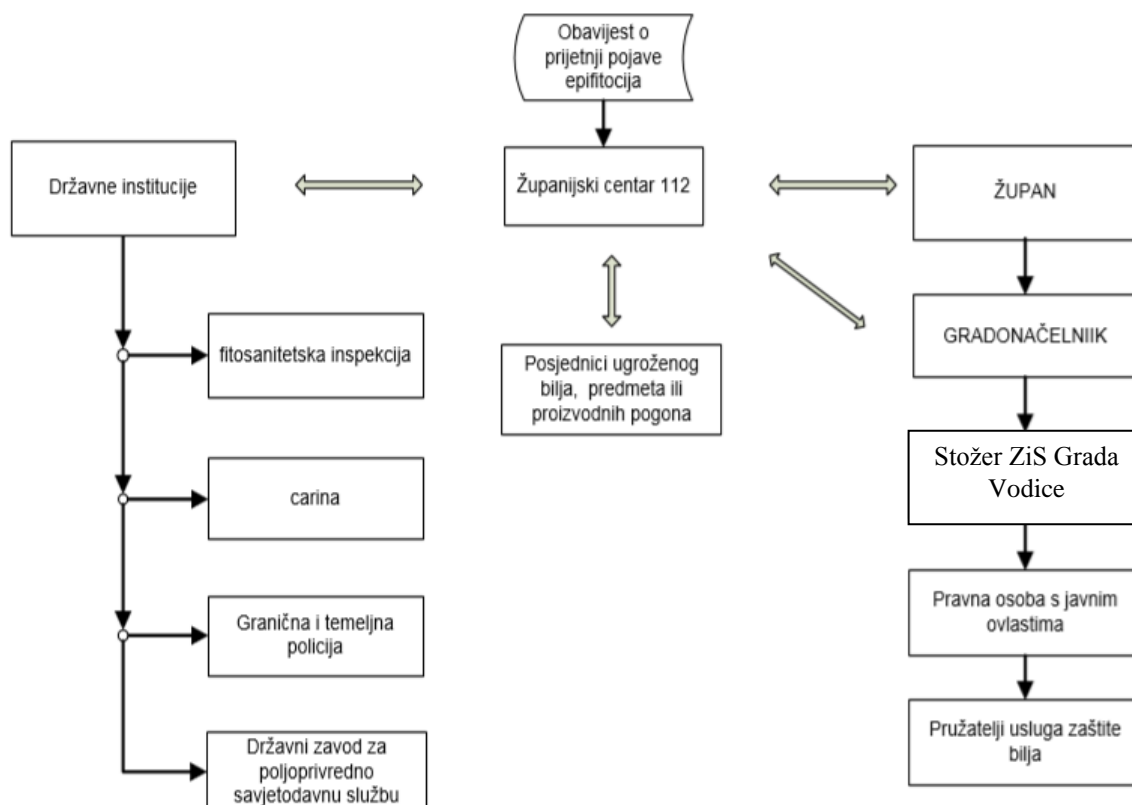 Obavijest o
prijetnji pojave
epifitocija
Državne institucije
Županijski centar 112
ŽUPAN
GRADONAČELNIIK
fitosanitetska inspekcija
Posjednici ugroženog
bilja, predmeta ili
proizvodnih pogona
Stožer ZiS Grada
Vodice
carina
Pravna osoba s javnim
ovlastima
Granična i temeljna
policija
Pružatelji usluga zaštite
bilja
Državni zavod za
poljoprivredno
savjetodavnu službu